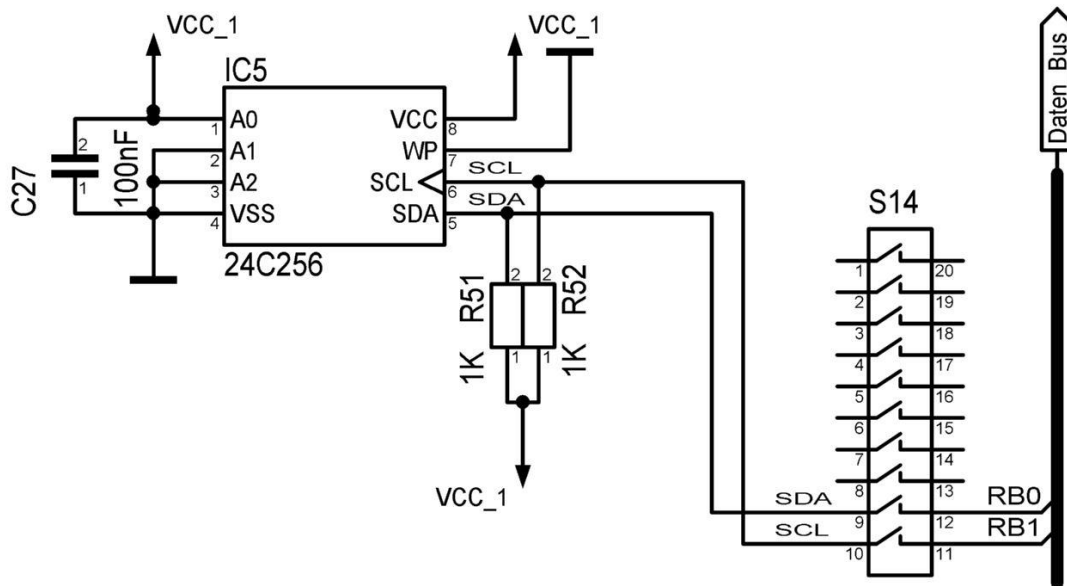 VCC_1
VCC_1
IC5
A0
A1
A2
VSS
VCC
WP
SCL
SDA
1
2
3
4
8
7
6
5
SCL
SDA
24C256
C27
2
1
100nF
R51
1K
2
1
R52
1K
2
1
VCC_1
Daten Bus
S14
1 20
2 19
3 18
4 17
5 16
6 15
7 14
8 13
SDA 9 12 RB0
SCL 10 11 RB1